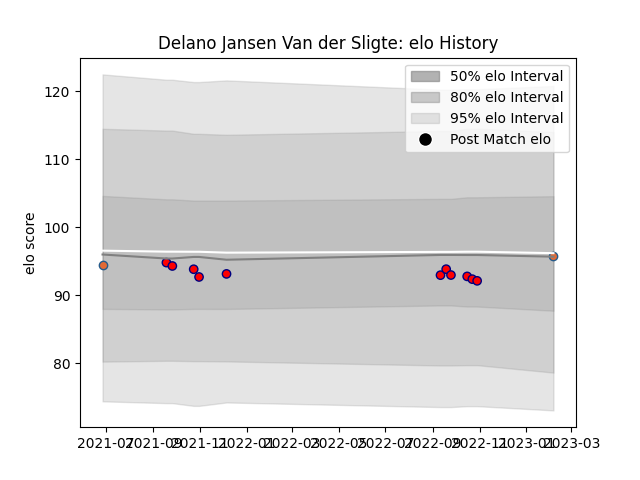 Delano Jansen Van der Sligte: elo History
50% elo Interval
80% elo Interval
95% elo Interval
Post Match elo
elo score
120
110
100
90
80
2021-07 2021-09 2021-11 2022-01 2022-03 2022-05 2022-07 2022-09 2022-11 2023-01 2023-03